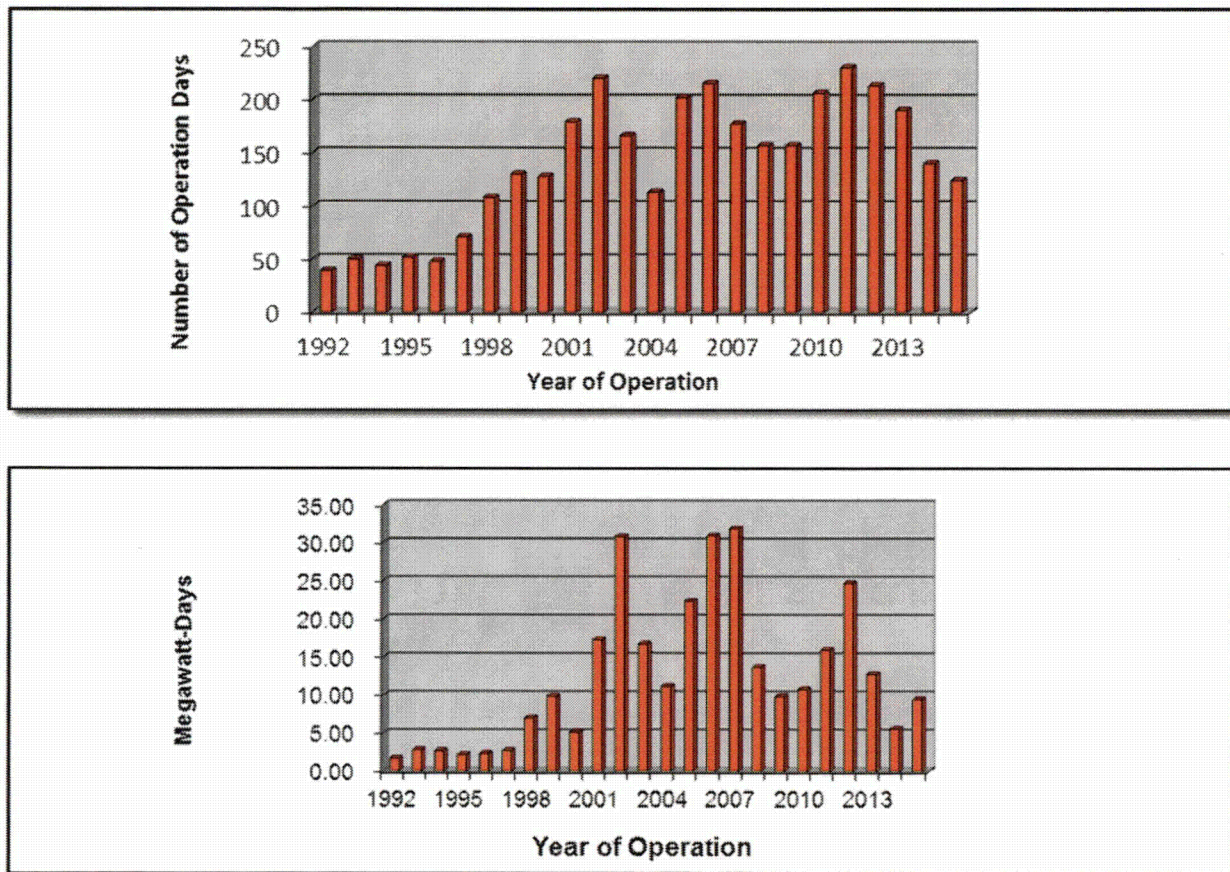 Number of Operation Days
250
200
150
100
50
0
1992 1995 1998 2001 2004 2007 2010 2013
Year of Operation
Megawatt-Days
35.00
30.00
25.00
20.00
15.00
10.00
5.00
0.00
1992 1995 1998 2001 2004 2007 2010 2013
Year of Operation